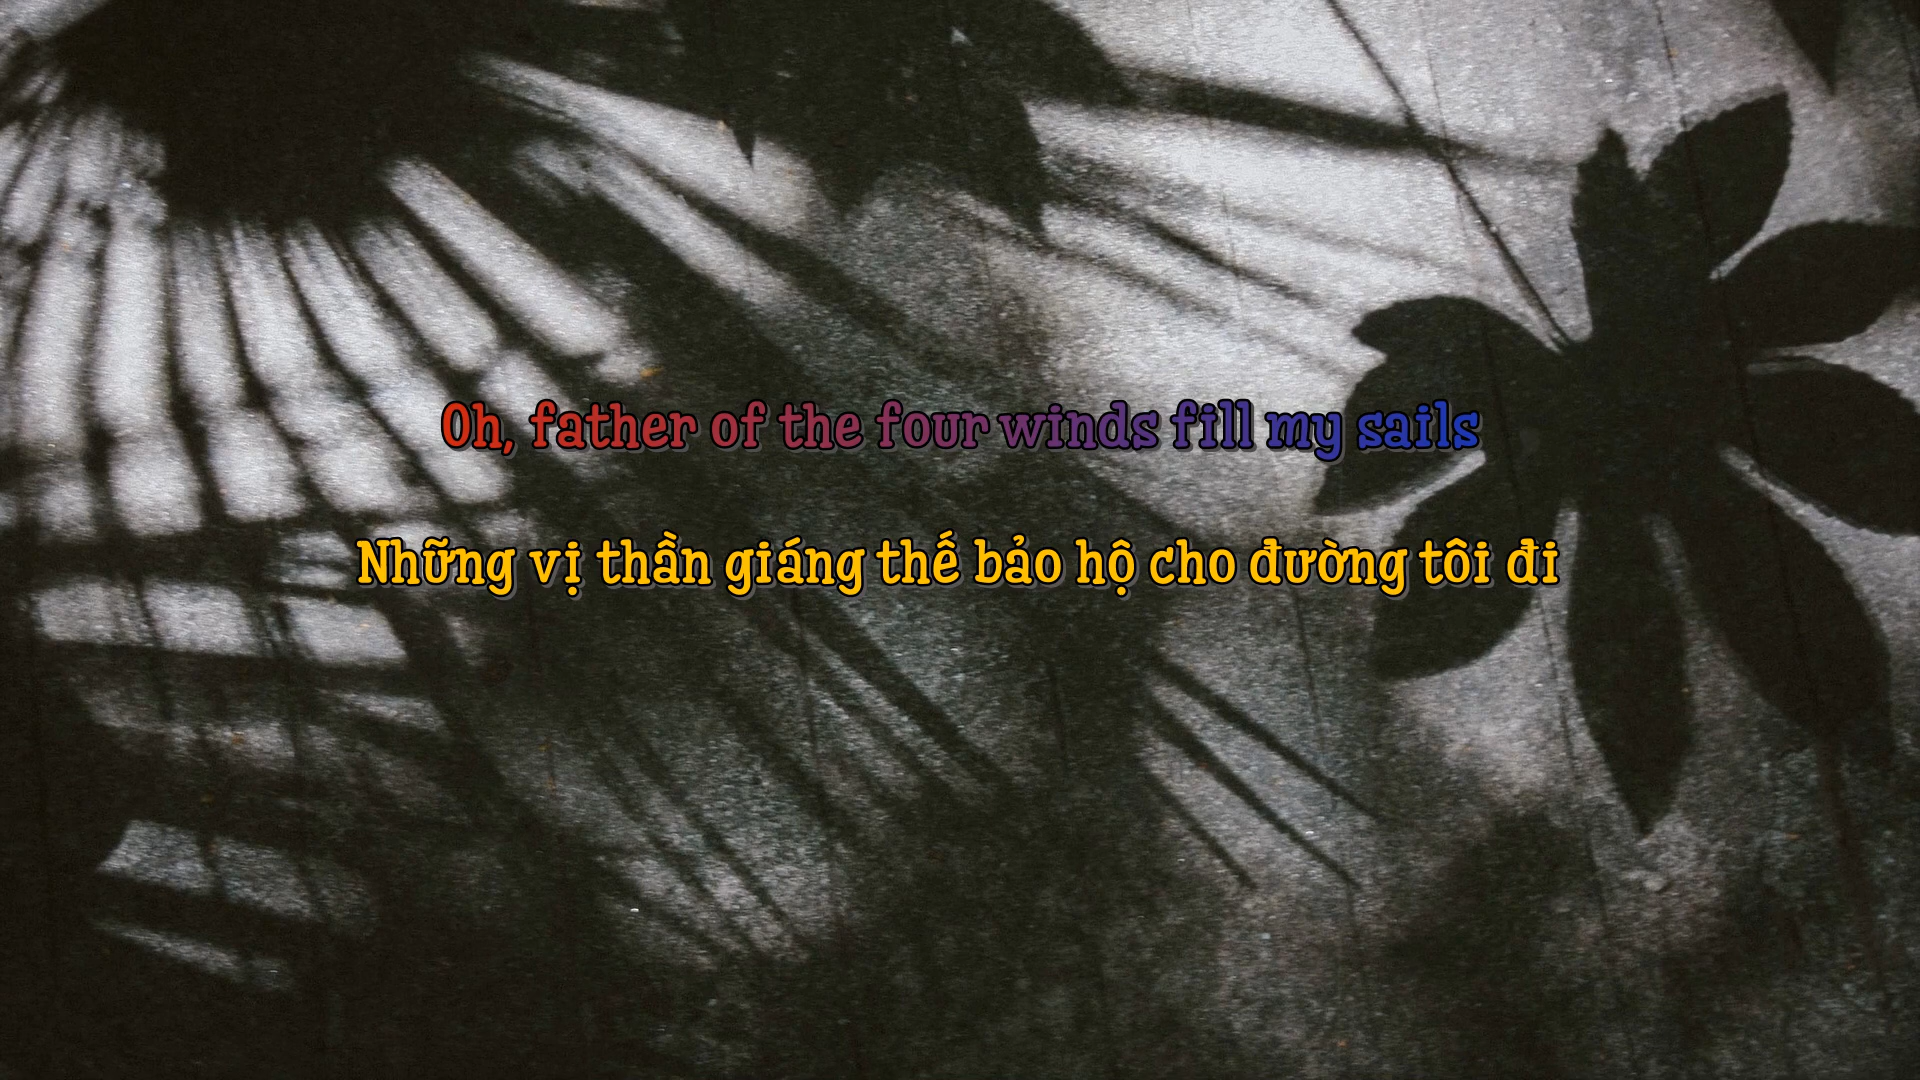 Oh, father of the four winds fill my sails
Những vị thần giáng thế bảo hộ cho đường tôi đi